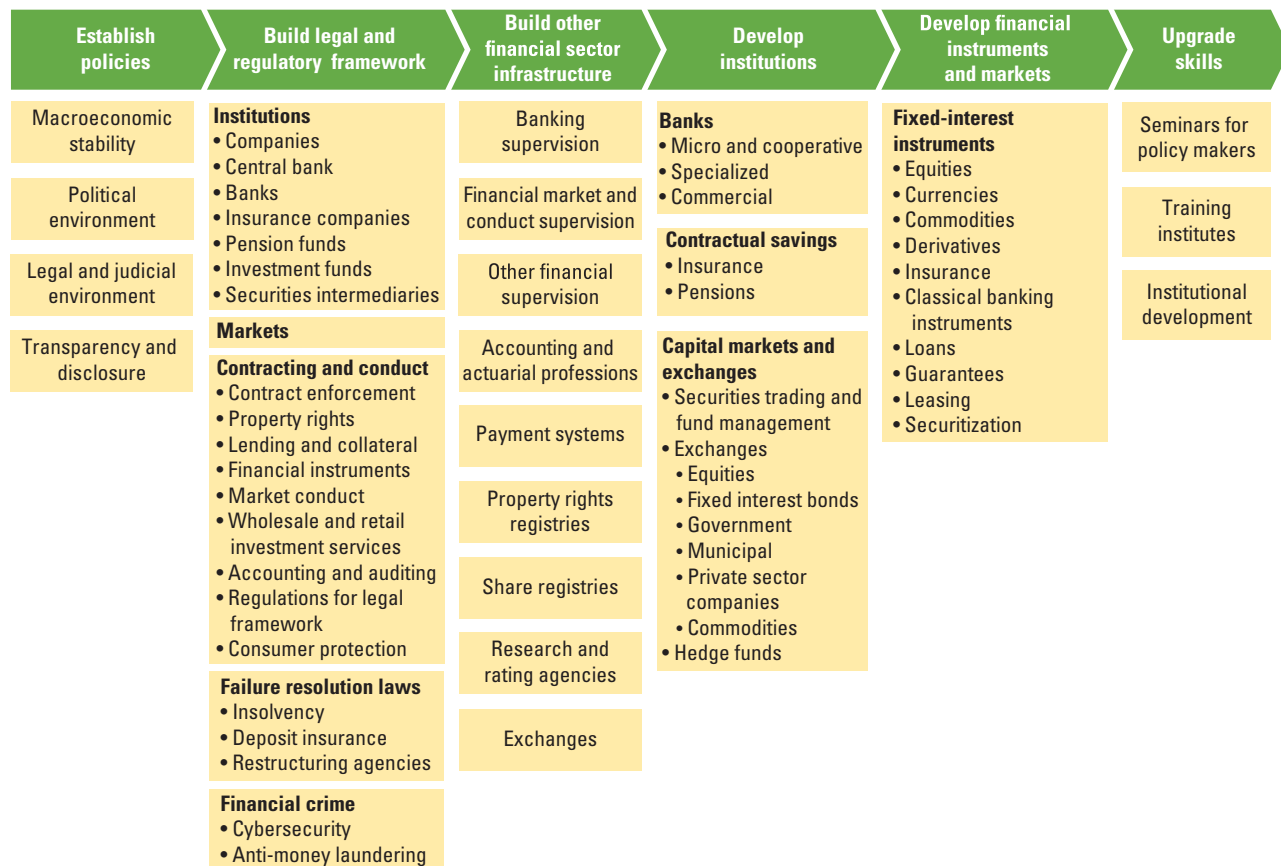 Establish
policies
Build legal and
regulatory framework
Build other
financial sector
infrastructure
Develop
institutions
Develop financial
instruments
and markets
Upgrade
skills
Macroeconomic
stability
Political
environment
Legal and judicial
environment
Transparency and
disclosure
Institutions
• Companies
• Central bank
• Banks
• Insurance companies
• Pension funds
• Investment funds
• Securities intermediaries
Markets
Contracting and conduct
• Contract enforcement
• Property rights
• Lending and collateral
• Financial instruments
• Market conduct
• Wholesale and retail
investment services
• Accounting and auditing
• Regulations for legal
framework
• Consumer protection
Failure resolution laws
• Insolvency
• Deposit insurance
• Restructuring agencies
Financial crime
• Cybersecurity
• Anti-money laundering
Banking
supervision
Financial market and
conduct supervision
Other financial
supervision
Accounting and
actuarial professions
Payment systems
Property rights
registries
Share registries
Research and
rating agencies
Exchanges
Banks
• Micro and cooperative
• Specialized
• Commercial
Contractual savings
• Insurance
• Pensions
Capital markets and
exchanges
• Securities trading and
fund management
• Exchanges
• Equities
• Fixed interest bonds
• Government
• Municipal
• Private sector
companies
• Commodities
• Hedge funds
Fixed-interest
instruments
• Equities
• Currencies
• Commodities
• Derivatives
• Insurance
• Classical banking
instruments
• Loans
• Guarantees
• Leasing
• Securitization
Seminars for
policy makers
Training
institutes
Institutional
development